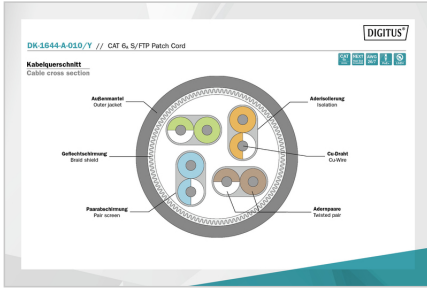 DIGITUS®
DK-1644-A-010/Y // CAT 6A S/FTP Patch Cord
Kabelquerschnitt
Cable cross section
Außenmantel
Outer jacket
Aderisolierung
Isolation
Geflechtschirmung
Braid shield
Cu-Draht
Cu-Wire
Paarabschirmung
Pair screen
Adernpaare
Twisted pair